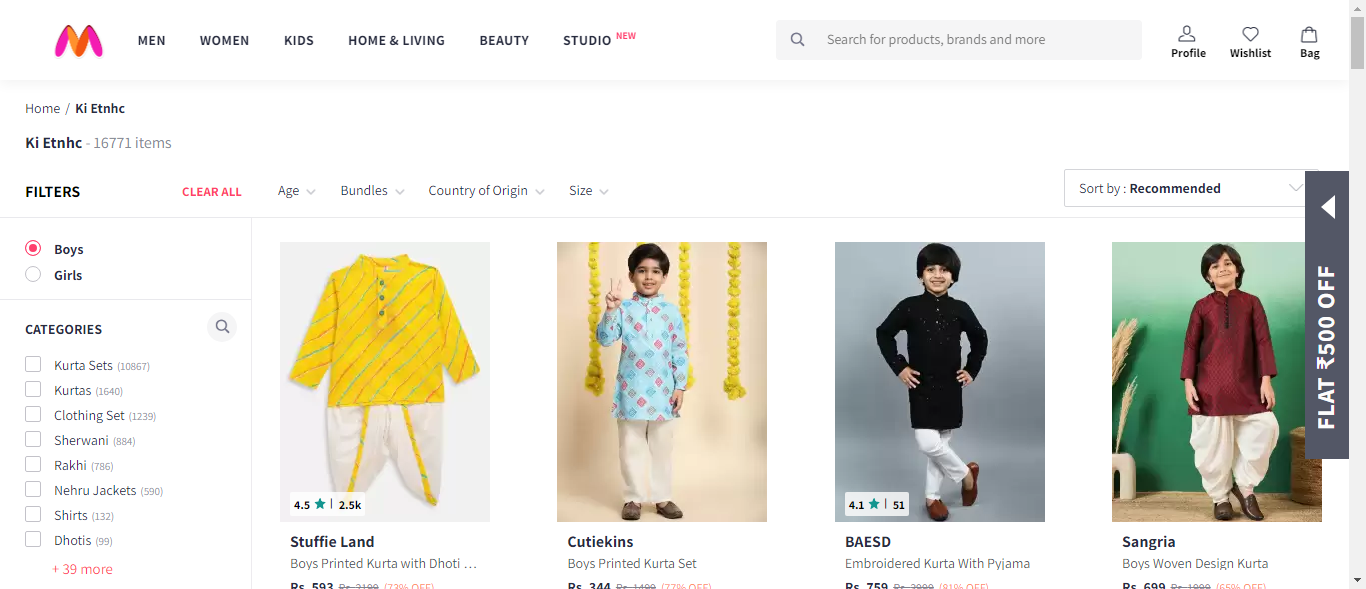 MEN WOMEN KIDS HOME & LIVING BEAUTY STUDIO NEW Search for products, brands and more Profile Wishlist Bag
Home / Ki Etnhc
Ki Etnhc - 16771 items
FILTERS CLEAR ALL Age Bundles Country of Origin Size Sort by : Recommended
Boys
Girls
CATEGORIES
Kurta Sets (10867)
Kurtas (1640)
Clothing Set (1239)
Sherwani (884)
Rakhi (786)
Nehru Jackets (590)
Shirts (132)
Dhotis (99)
+ 39 more
4.5 ★ | 2.5k
Stuffie Land
Boys Printed Kurta with Dhoti ...
Rs. 593 Rs. 2199 (73% OFF)
Cutiekins
Boys Printed Kurta Set
Rs. 344 Rs. 1499 (77% OFF)
4.1 ★ | 51
BAESD
Embroidered Kurta With Pyjama
Rs. 759 Rs. 3999 (81% OFF)
Sangria
Boys Woven Design Kurta
Rs. 699 Rs. 1999 (65% OFF)
FLAT ₹500 OFF